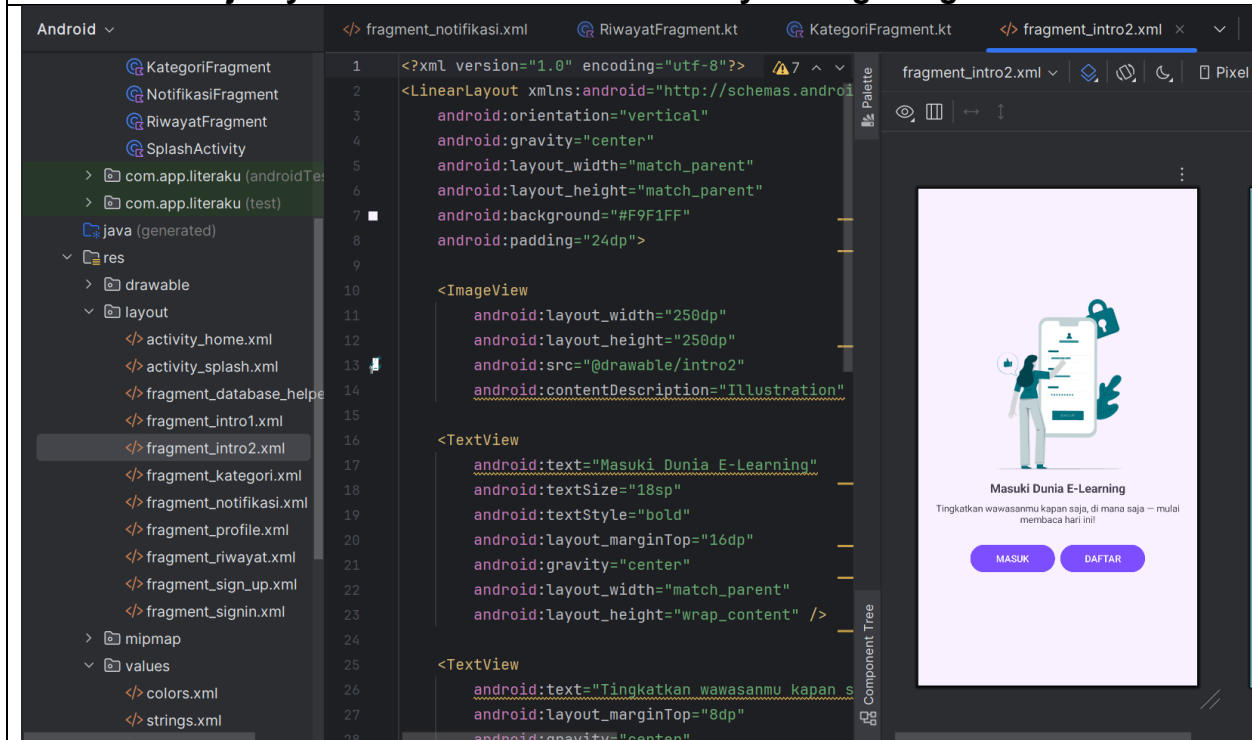 Android
fragment_notifikasi.xml
RiwayatFragment.kt
KategoriFragment.kt
fragment_intro2.xml
KategoriFragment
NotifikasiFragment
RiwayatFragment
SplashActivity
com.app.literaku (androidTes
com.app.literaku (test)
java (generated)
res
drawable
layout
activity_home.xml
activity_splash.xml
fragment_database_helpe
fragment_intro1.xml
fragment_intro2.xml
fragment_kategori.xml
fragment_notifikasi.xml
fragment_profile.xml
fragment_riwayat.xml
fragment_sign_up.xml
fragment_signin.xml
mipmap
values
colors.xml
strings.xml
7
1 <?xml version="1.0" encoding="utf-8"?>
2 <LinearLayout xmlns:android="http://schemas.androi
3 android:orientation="vertical"
4 android:gravity="center"
5 android:layout_width="match_parent"
6 android:layout_height="match_parent"
7 android:background="#F9F1FF"
8 android:padding="24dp">
9
10 <ImageView
11 android:layout_width="250dp"
12 android:layout_height="250dp"
13 android:src="@drawable/intro2"
14 android:contentDescription="Illustration"
15
16 <TextView
17 android:text="Masuki Dunia E-Learning"
18 android:textSize="18sp"
19 android:textStyle="bold"
20 android:layout_marginTop="16dp"
21 android:gravity="center"
22 android:layout_width="match_parent"
23 android:layout_height="wrap_content" />
24
25 <TextView
26 android:text="Tingkatkan wawasanmu kapan s
27 android:layout_marginTop="8dp"
28 android:gravity="center"
Palette
Component Tree
fragment_intro2.xml
Pixel
Masuki Dunia E-Learning
Tingkatkan wawasanmu kapan saja, di mana saja — mulai
membaca hari ini!
MASUK
DAFTAR